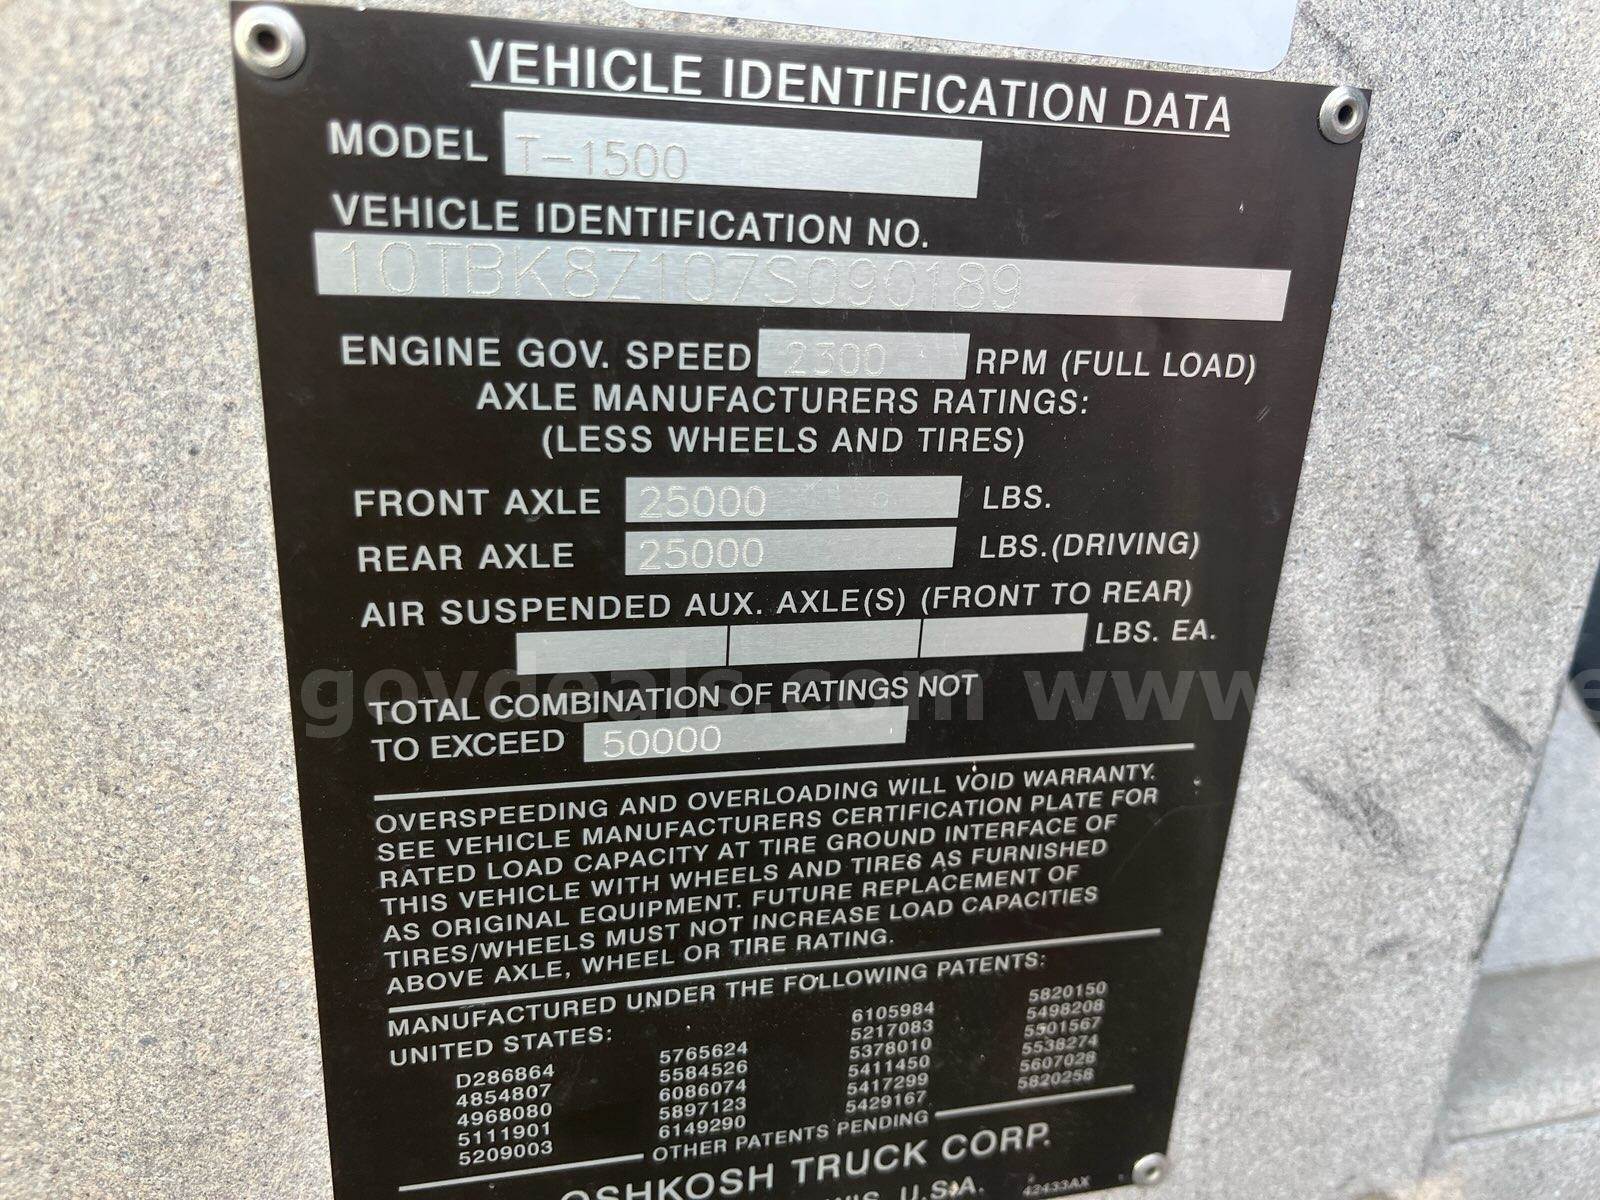 VEHICLE IDENTIFICATION DATA
MODEL T-1500
VEHICLE IDENTIFICATION NO.
10TBK8Z107S090189
ENGINE GOV. SPEED 2300 RPM (FULL LOAD)
AXLE MANUFACTURERS RATINGS:
(LESS WHEELS AND TIRES)
FRONT AXLE 25000 LBS.
REAR AXLE 25000 LBS.(DRIVING)
AIR SUSPENDED AUX. AXLE(S) (FRONT TO REAR)
LBS. EA.
govdeals.com www.
TOTAL COMBINATION OF RATINGS NOT
TO EXCEED 50000
OVERSPEEDING AND OVERLOADING WILL VOID WARRANTY.
SEE VEHICLE MANUFACTURERS CERTIFICATION PLATE FOR
RATED LOAD CAPACITY AT TIRE GROUND INTERFACE OF
THIS VEHICLE WITH WHEELS AND TIRES AS FURNISHED
AS ORIGINAL EQUIPMENT. FUTURE REPLACEMENT OF
TIRES/WHEELS MUST NOT INCREASE LOAD CAPACITIES
ABOVE AXLE, WHEEL OR TIRE RATING.
MANUFACTURED UNDER THE FOLLOWING PATENTS:
UNITED STATES:
D286864
4854807
4968080
5111901
5209003
5765624
5584526
6086074
5897123
6149290
6105984
5217083
5378010
5411450
5417299
5429167
5820150
5498208
5501567
5538274
5607028
5820258
OTHER PATENTS PENDING
OSHKOSH TRUCK CORP.
U.S.A. 42433AX